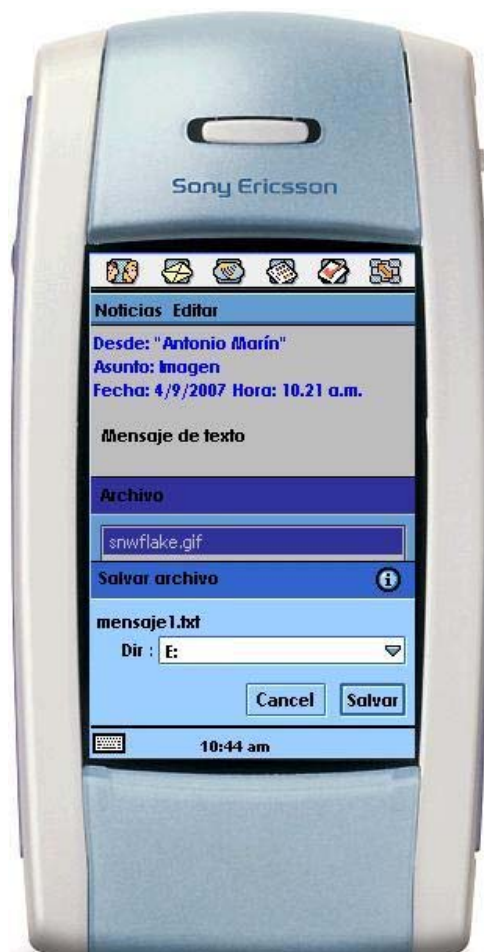 Sony Ericsson
Noticias Editar
Desde: "Antonio Marín"
Asunto: Imagen
Fecha: 4/9/2007 Hora: 10.21 a.m.
Mensaje de texto
Archivo
snwflake.gif
Salvar archivo
mensaje1.txt
Dir : E:
Cancel Salvar
10:44 am